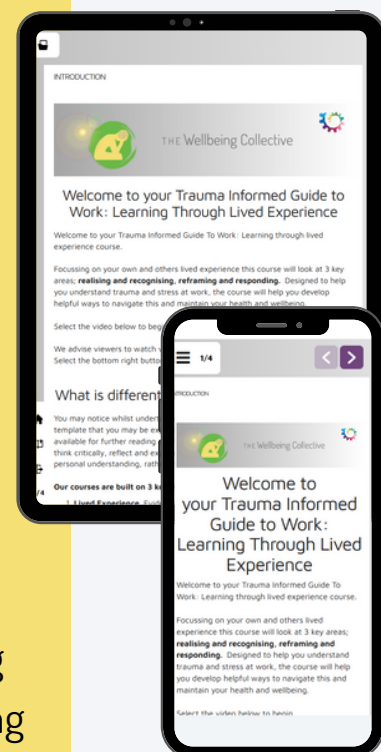 INTRODUCTION
THE Wellbeing Collective
Welcome to your Trauma Informed Guide to
Work: Learning Through Lived Experience
Welcome to your Trauma Informed Guide To Work: Learning through lived
experience course.
Focussing on your own and others lived experience this course will look at 3 key
areas; realising and recognising, reframing and responding. Designed to help
you understand trauma and stress at work, the course will help you develop
helpful ways to navigate this and maintain your health and wellbeing.
Select the video below to beg
We advise viewers to watch
Select the bottom right butto
What is different
You may notice whilst
template that you may be
available for further reading
think critically, reflect and
personal understanding,
Our courses are built on 3
1. Lived Experience.
/4
1/4
INTRODUCTION
THE Wellbeing Collective
Welcome to
your Trauma Informed
Guide to Work:
Learning Through Lived
Experience
Welcome to your Trauma Informed Guide To
Work: Learning through lived experience course.
Focussing on your own and others lived
experience this course will look at 3 key areas;
realising and recognising, reframing and
responding. Designed to help you understand
trauma and stress at work, the course will help
you develop helpful ways to navigate this and
maintain your health and wellbeing.
Select the video below to begin
g
ng